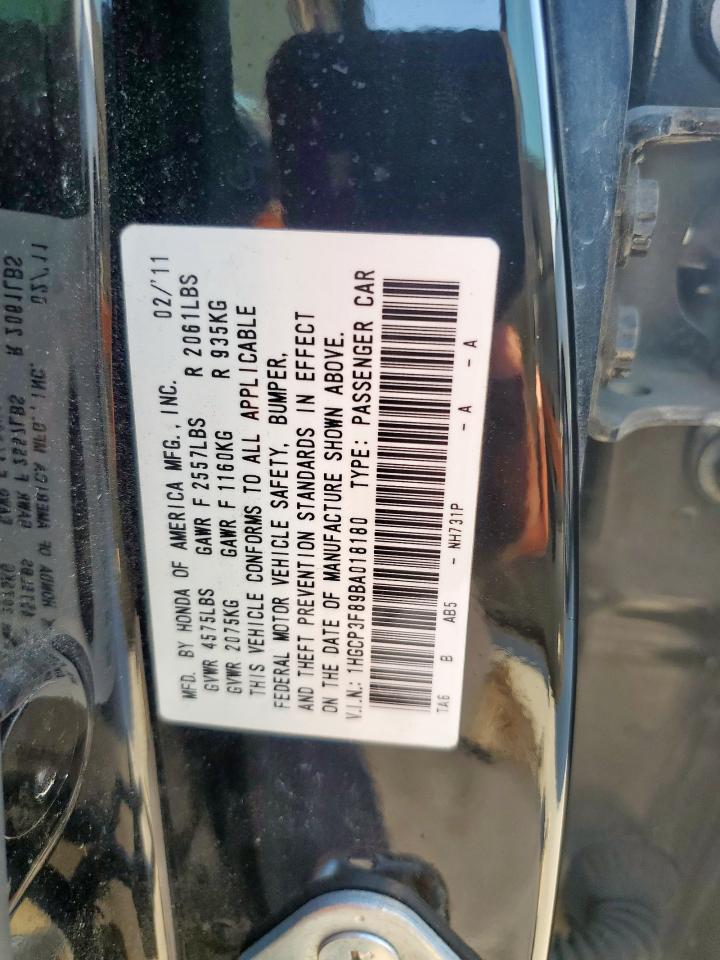 MFD. BY HONDA OF AMERICA MFG., INC. 02/'11
GVWR 4575LBS GAWR F 2557LBS R 2061LBS
GVWR 2075KG GAWR F 1160KG R 935KG
THIS VEHICLE CONFORMS TO ALL APPLICABLE
FEDERAL MOTOR VEHICLE SAFETY, BUMPER,
AND THEFT PREVENTION STANDARDS IN EFFECT
ON THE DATE OF MANUFACTURE SHOWN ABOVE.
V.I.N.: 1HGCP3F89BA018180 TYPE: PASSENGER CAR
TA6 B AB5 - NH731P - A - A